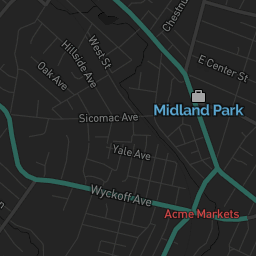 Chestnut
West St
Hillside Ave
E Center St
Oak Ave
Midland Park
Sicomac Ave
Yale Ave
Wyckoff Ave
Acme Markets